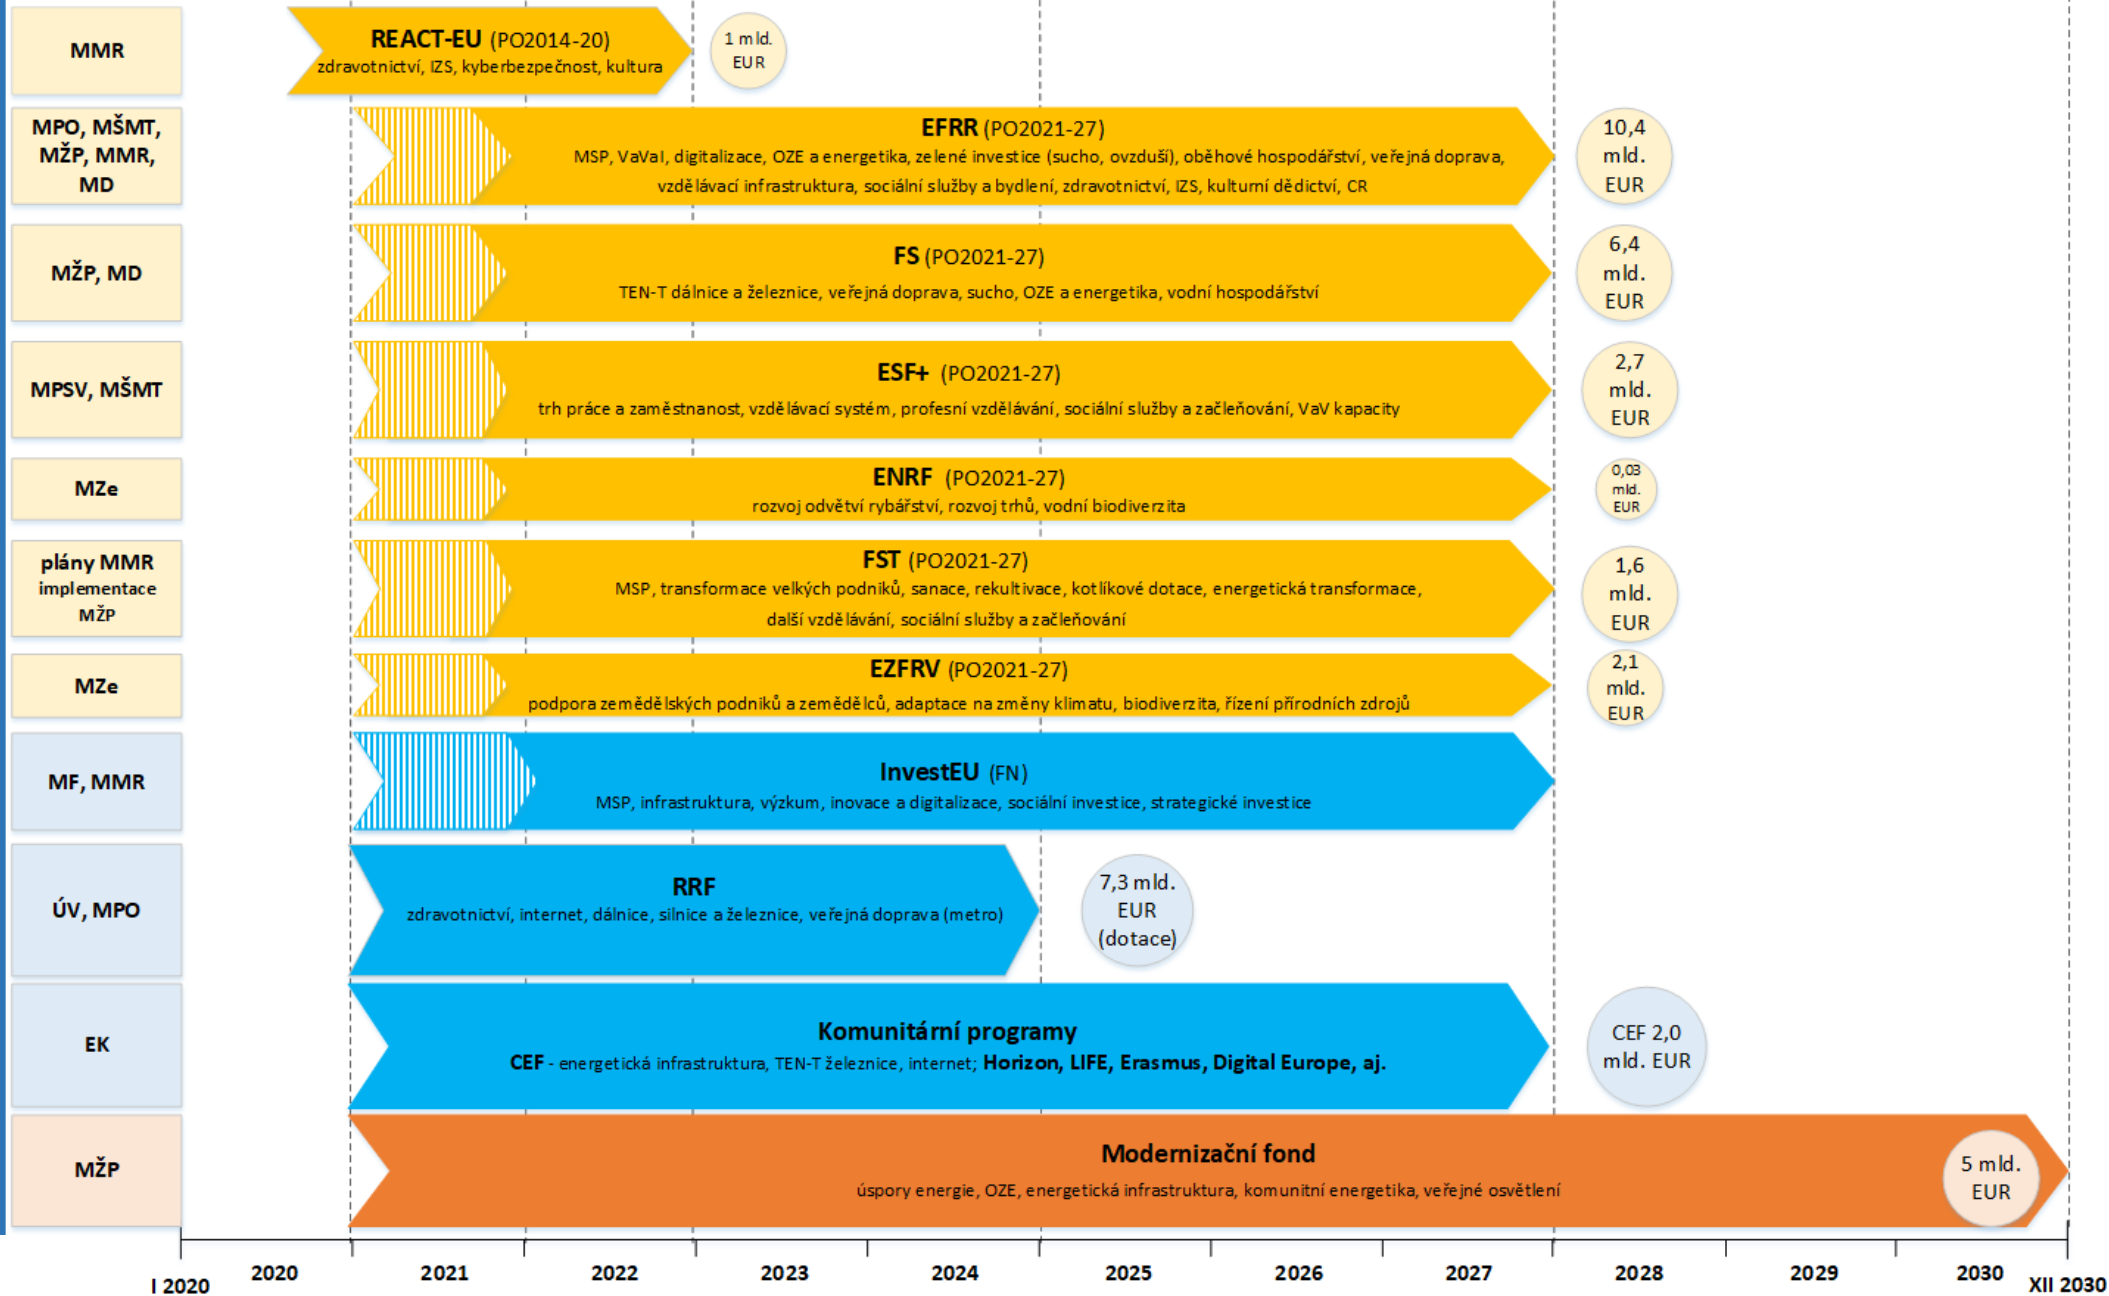 MMR
REACT-EU (PO2014-20)
zdravotnictví, IZS, kyberbezpečnost, kultura
1 mld.
EUR
MPO, MŠMT,
MŽP, MMR,
MD
EFRR (PO2021-27)
MSP, VaVaI, digitalizace, OZE a energetika, zelené investice (sucho, ovzduší), oběhové hospodářství, veřejná doprava,
vzdělávací infrastruktura, sociální služby a bydlení, zdravotnictví, IZS, kulturní dědictví, CR
10,4
mld.
EUR
MŽP, MD
FS (PO2021-27)
TEN-T dálnice a železnice, veřejná doprava, sucho, OZE a energetika, vodní hospodářství
6,4
mld.
EUR
MPSV, MŠMT
ESF+ (PO2021-27)
trh práce a zaměstnanost, vzdělávací systém, profesní vzdělávání, sociální služby a začleňování, VaV kapacity
2,7
mld.
EUR
MZe
ENRF (PO2021-27)
rozvoj odvětví rybářství, rozvoj trhů, vodní biodiverzita
0,03
mld.
EUR
plány MMR
implementace
MŽP
FST (PO2021-27)
MSP, transformace velkých podniků, sanace, rekultivace, kotlíkové dotace, energetická transformace,
další vzdělávání, sociální služby a začleňování
1,6
mld.
EUR
MZe
EZFRV (PO2021-27)
podpora zemědělských podniků a zemědělců, adaptace na změny klimatu, biodiverzita, řízení přírodních zdrojů
2,1
mld.
EUR
MF, MMR
InvestEU (FN)
MSP, infrastruktura, výzkum, inovace a digitalizace, sociální investice, strategické investice
ÚV, MPO
RRF
zdravotnictví, internet, dálnice, silnice a železnice, veřejná doprava (metro)
7,3 mld.
EUR
(dotace)
EK
Komunitární programy
CEF - energetická infrastruktura, TEN-T železnice, internet; Horizon, LIFE, Erasmus, Digital Europe, aj.
CEF 2,0
mld. EUR
MŽP
Modernizační fond
úspory energie, OZE, energetická infrastruktura, komunitní energetika, veřejné osvětlení
5 mld.
EUR
I 2020 2020 2021 2022 2023 2024 2025 2026 2027 2028 2029 2030 XII 2030